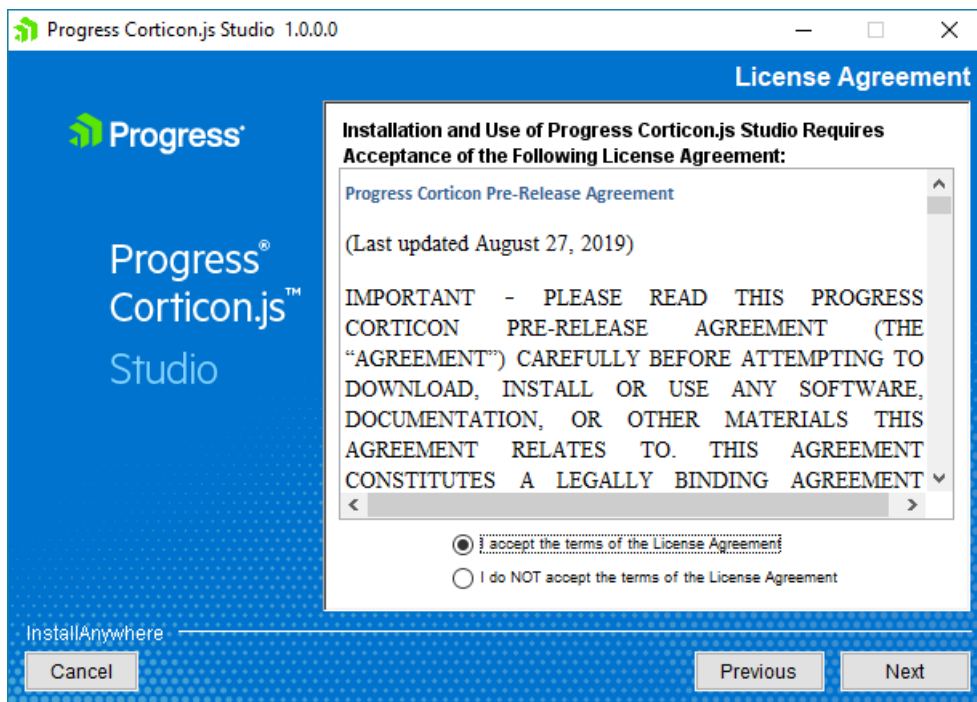 Progress Corticon.js Studio 1.0.0.0
License Agreement
Progress®
Progress®
Corticon.js™
Studio
Installation and Use of Progress Corticon.js Studio Requires
Acceptance of the Following License Agreement:
Progress Corticon Pre-Release Agreement
(Last updated August 27, 2019)
IMPORTANT - PLEASE READ THIS PROGRESS
CORTICON PRE-RELEASE AGREEMENT (THE
“AGREEMENT”) CAREFULLY BEFORE ATTEMPTING TO
DOWNLOAD, INSTALL OR USE ANY SOFTWARE,
DOCUMENTATION, OR OTHER MATERIALS THIS
AGREEMENT RELATES TO. THIS AGREEMENT
CONSTITUTES A LEGALLY BINDING AGREEMENT
I accept the terms of the License Agreement
I do NOT accept the terms of the License Agreement
InstallAnywhere
Cancel
Previous
Next